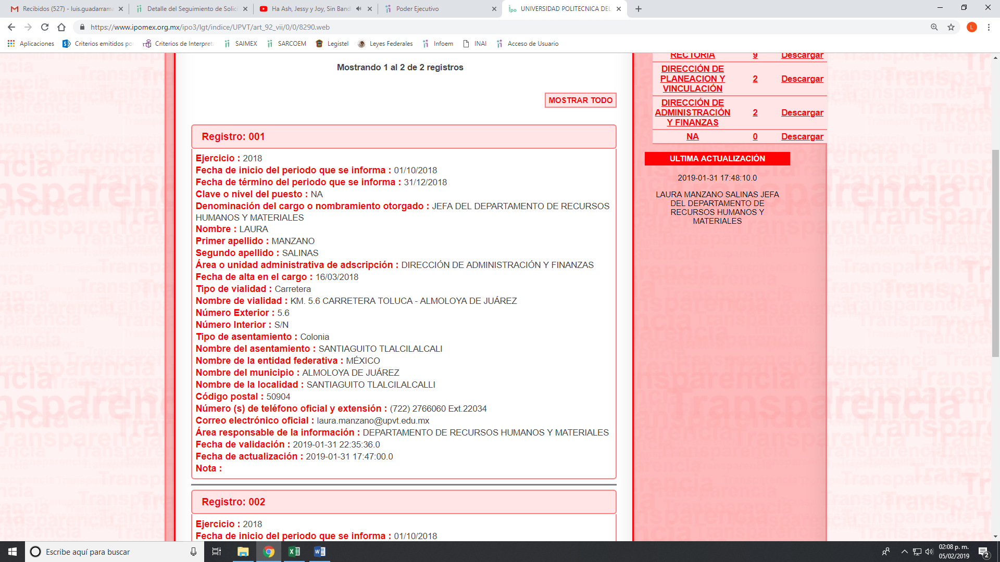 Recibidos (527) - luis.guadarrama
Detalle del Seguimiento de Solici
Ha Ash, Jessy y Joy, Sin Band
Poder Ejecutivo
UNIVERSIDAD POLITECNICA DEL
https://www.ipomex.org.mx/ipo3/lgt/indice/UPVT/art_92_vii/0/0/8290.web
L
Aplicaciones
Criterios emitidos po
Criterios de Interpret
SAIMEX
SARCOEM
Legistel
Leyes Federales
Infoem
INAI
Acceso de Usuario
Mostrando 1 al 2 de 2 registros
MOSTRAR TODO
Registro: 001
Ejercicio : 2018
Fecha de inicio del periodo que se informa : 01/10/2018
Fecha de término del periodo que se informa : 31/12/2018
Clave o nivel del puesto : NA
Denominación del cargo o nombramiento otorgado : JEFA DEL DEPARTAMENTO DE RECURSOS
HUMANOS Y MATERIALES
Nombre : LAURA
Primer apellido : MANZANO
Segundo apellido : SALINAS
Área o unidad administrativa de adscripción : DIRECCIÓN DE ADMINISTRACIÓN Y FINANZAS
Fecha de alta en el cargo : 16/03/2018
Tipo de vialidad : Carretera
Nombre de vialidad : KM. 5.6 CARRETERA TOLUCA - ALMOLOYA DE JUÁREZ
Número Exterior : 5.6
Número Interior : S/N
Tipo de asentamiento : Colonia
Nombre del asentamiento : SANTIAGUITO TLALCILALCALI
Nombre de la entidad federativa : MÉXICO
Nombre del municipio : ALMOLOYA DE JUÁREZ
Nombre de la localidad : SANTIAGUITO TLALCILALCALLI
Código postal : 50904
Número (s) de teléfono oficial y extensión : (722) 2766060 Ext.22034
Correo electrónico oficial : laura.manzano@upvt.edu.mx
Área responsable de la información : DEPARTAMENTO DE RECURSOS HUMANOS Y MATERIALES
Fecha de validación : 2019-01-31 22:35:36.0
Fecha de actualización : 2019-01-31 17:47:00.0
Nota :
Registro: 002
Ejercicio : 2018
Fecha de inicio del periodo que se informa : 01/10/2018
RECTORIA 9 Descargar
DIRECCIÓN DE
PLANEACION Y 2 Descargar
VINCULACIÓN
DIRECCIÓN DE
ADMINISTRACIÓN 2 Descargar
Y FINANZAS
NA 0 Descargar
ULTIMA ACTUALIZACIÓN
2019-01-31 17:48:10.0
LAURA MANZANO SALINAS JEFA
DEL DEPARTAMENTO DE
RECURSOS HUMANOS Y
MATERIALES
Escribe aquí para buscar
02:08 p. m.
05/02/2019
2